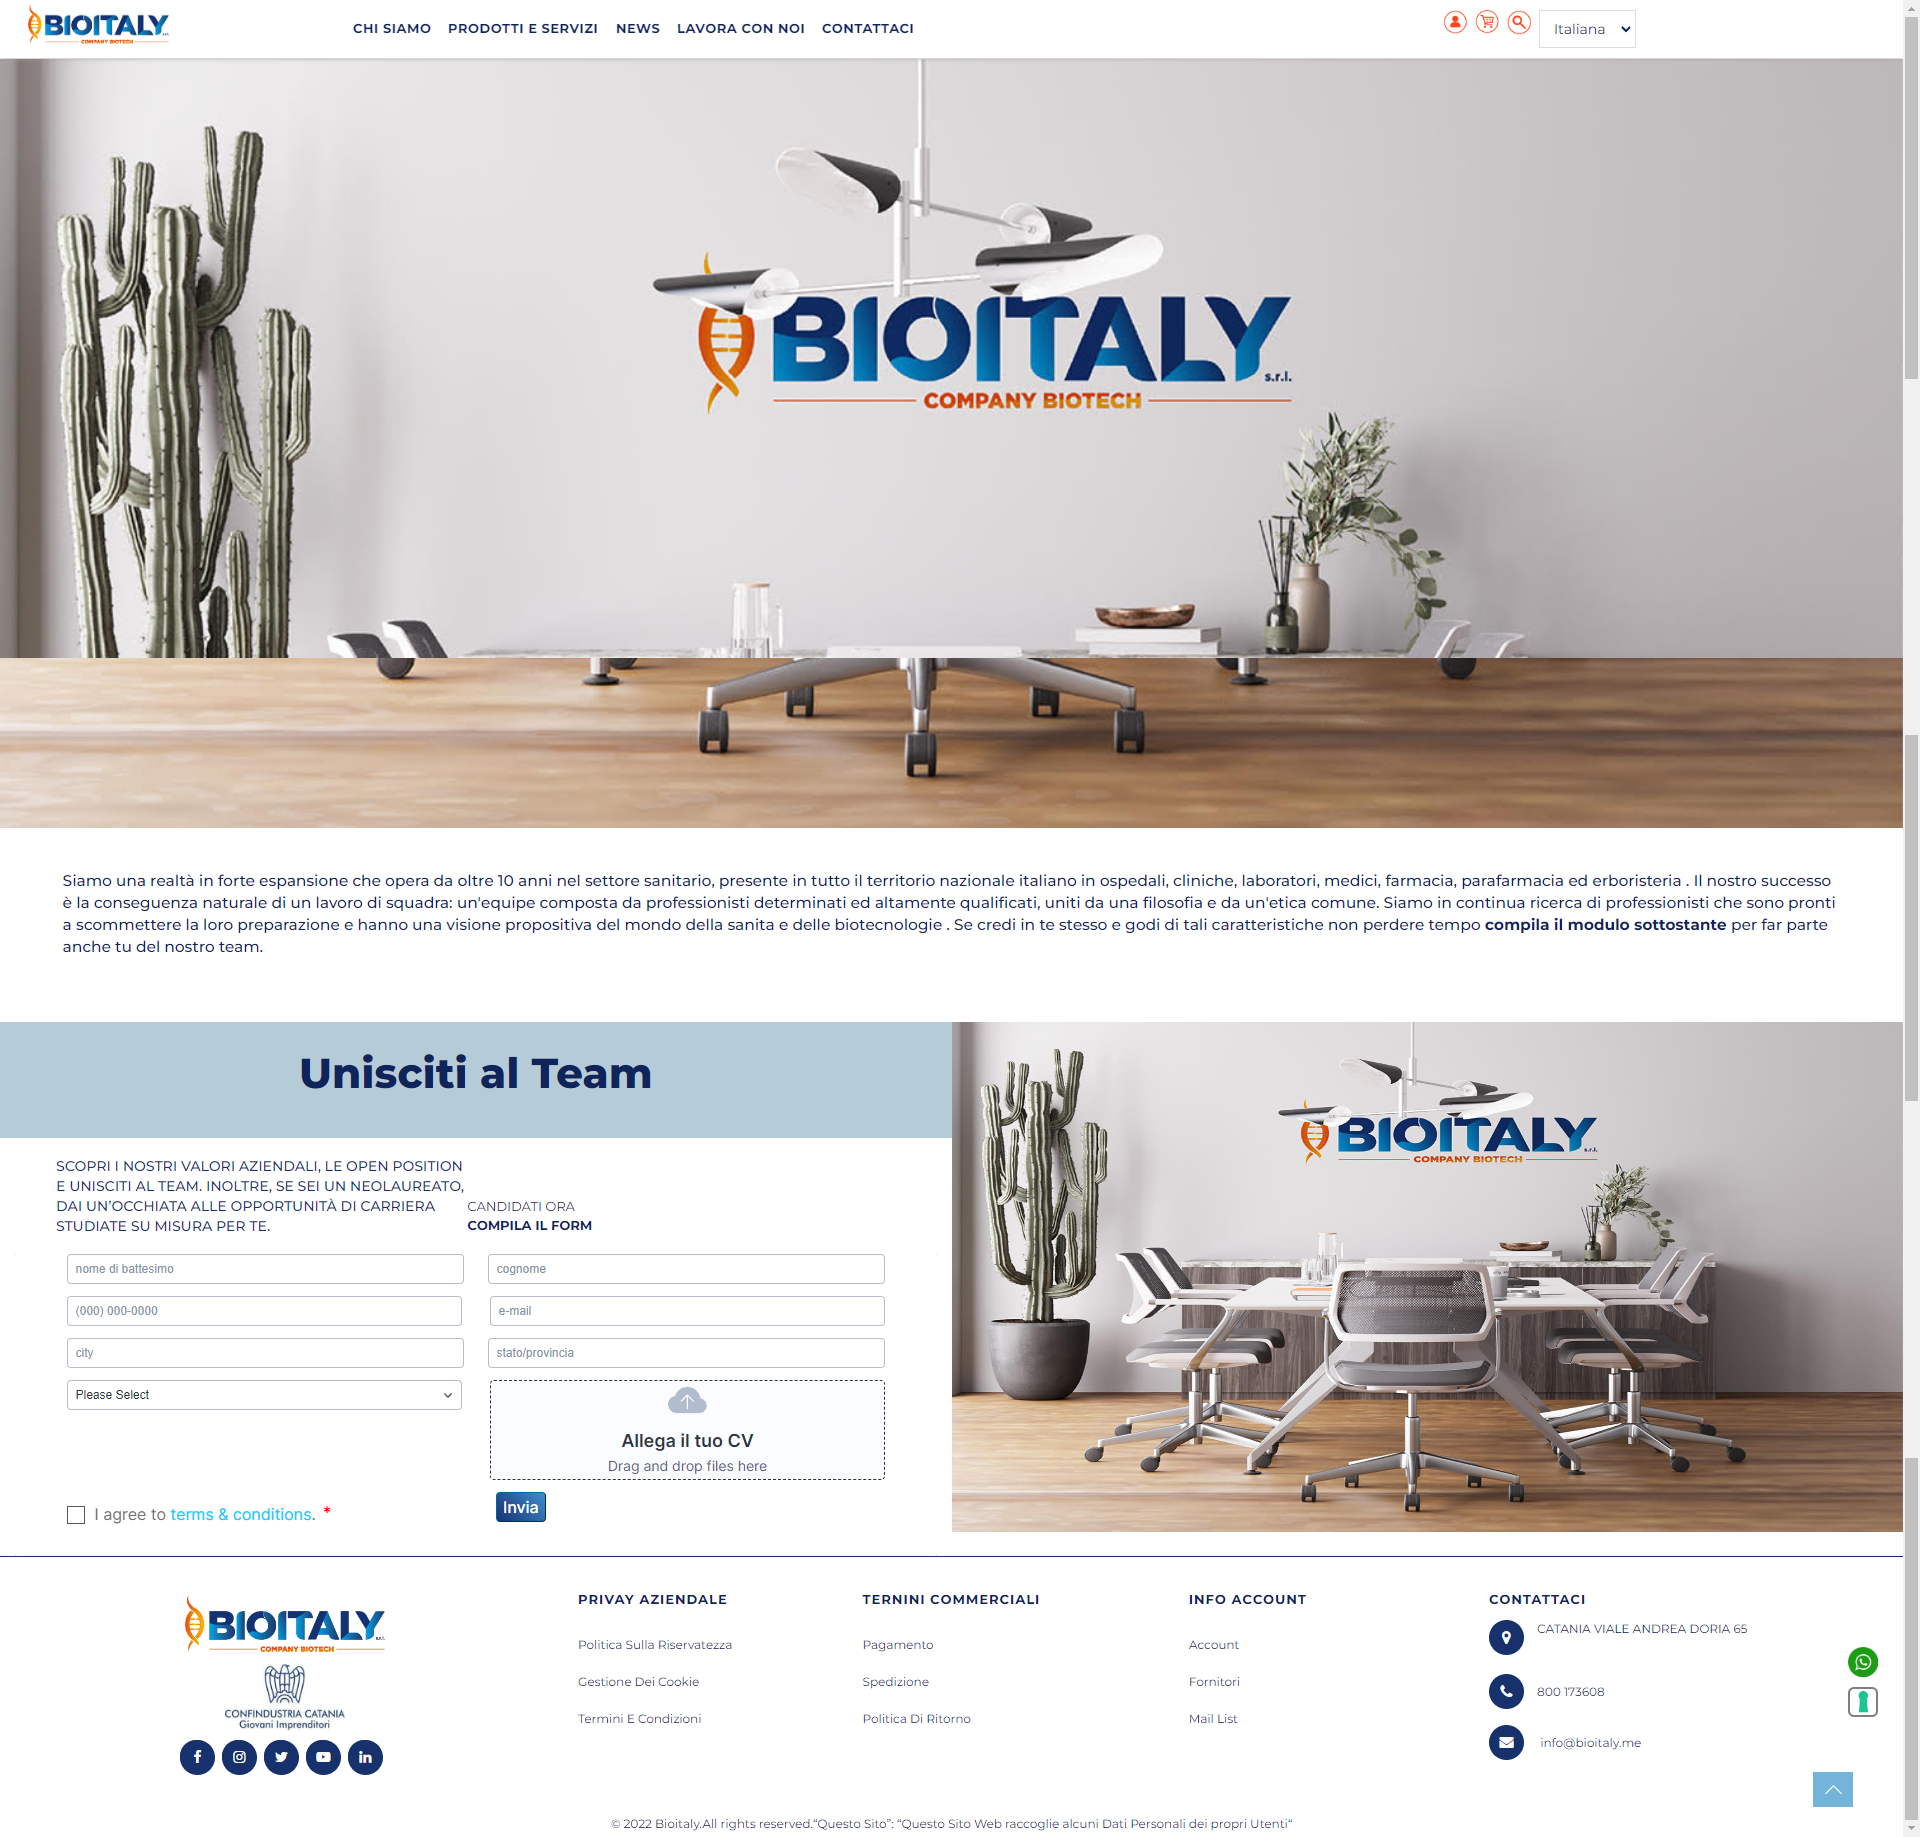 BIOITALY s.r.l.
COMPANY BIOTECH
CHI SIAMO
PRODOTTI E SERVIZI
NEWS
LAVORA CON NOI
CONTATTACI
Italiana
BIOITALY s.r.l.
COMPANY BIOTECH
Siamo una realtà in forte espansione che opera da oltre 10 anni nel settore sanitario, presente in tutto il territorio nazionale italiano in ospedali, cliniche, laboratori, medici, farmacia, parafarmacia ed erboristeria . Il nostro successo
è la conseguenza naturale di un lavoro di squadra: un'equipe composta da professionisti determinati ed altamente qualificati, uniti da una filosofia e da un'etica comune. Siamo in continua ricerca di professionisti che sono pronti
a scommettere la loro preparazione e hanno una visione propositiva del mondo della sanita e delle biotecnologie . Se credi in te stesso e godi di tali caratteristiche non perdere tempo compila il modulo sottostante per far parte
anche tu del nostro team.
Unisciti al Team
BIOITALY s.r.l.
COMPANY BIOTECH
SCOPRI I NOSTRI VALORI AZIENDALI, LE OPEN POSITION
E UNISCITI AL TEAM. INOLTRE, SE SEI UN NEOLAUREATO,
DAI UN’OCCHIATA ALLE OPPORTUNITÀ DI CARRIERA
STUDIATE SU MISURA PER TE.
CANDIDATI ORA
COMPILA IL FORM
nome di battesimo
cognome
(000) 000-0000
e-mail
city
stato/provincia
Please Select
Allega il tuo CV
Drag and drop files here
I agree to terms & conditions. *
Invia
BIOITALY s.r.l.
COMPANY BIOTECH
CONFINDUSTRIA CATANIA
Giovani Imprenditori
PRIVAY AZIENDALE
Politica Sulla Riservatezza
Gestione Dei Cookie
Termini E Condizioni
TERNINI COMMERCIALI
Pagamento
Spedizione
Politica Di Ritorno
INFO ACCOUNT
Account
Fornitori
Mail List
CONTATTACI
CATANIA VIALE ANDREA DORIA 65
800 173608
info@bioitaly.me
© 2022 Bioitaly.All rights reserved.“Questo Sito”: “Questo Sito Web raccoglie alcuni Dati Personali dei propri Utenti“